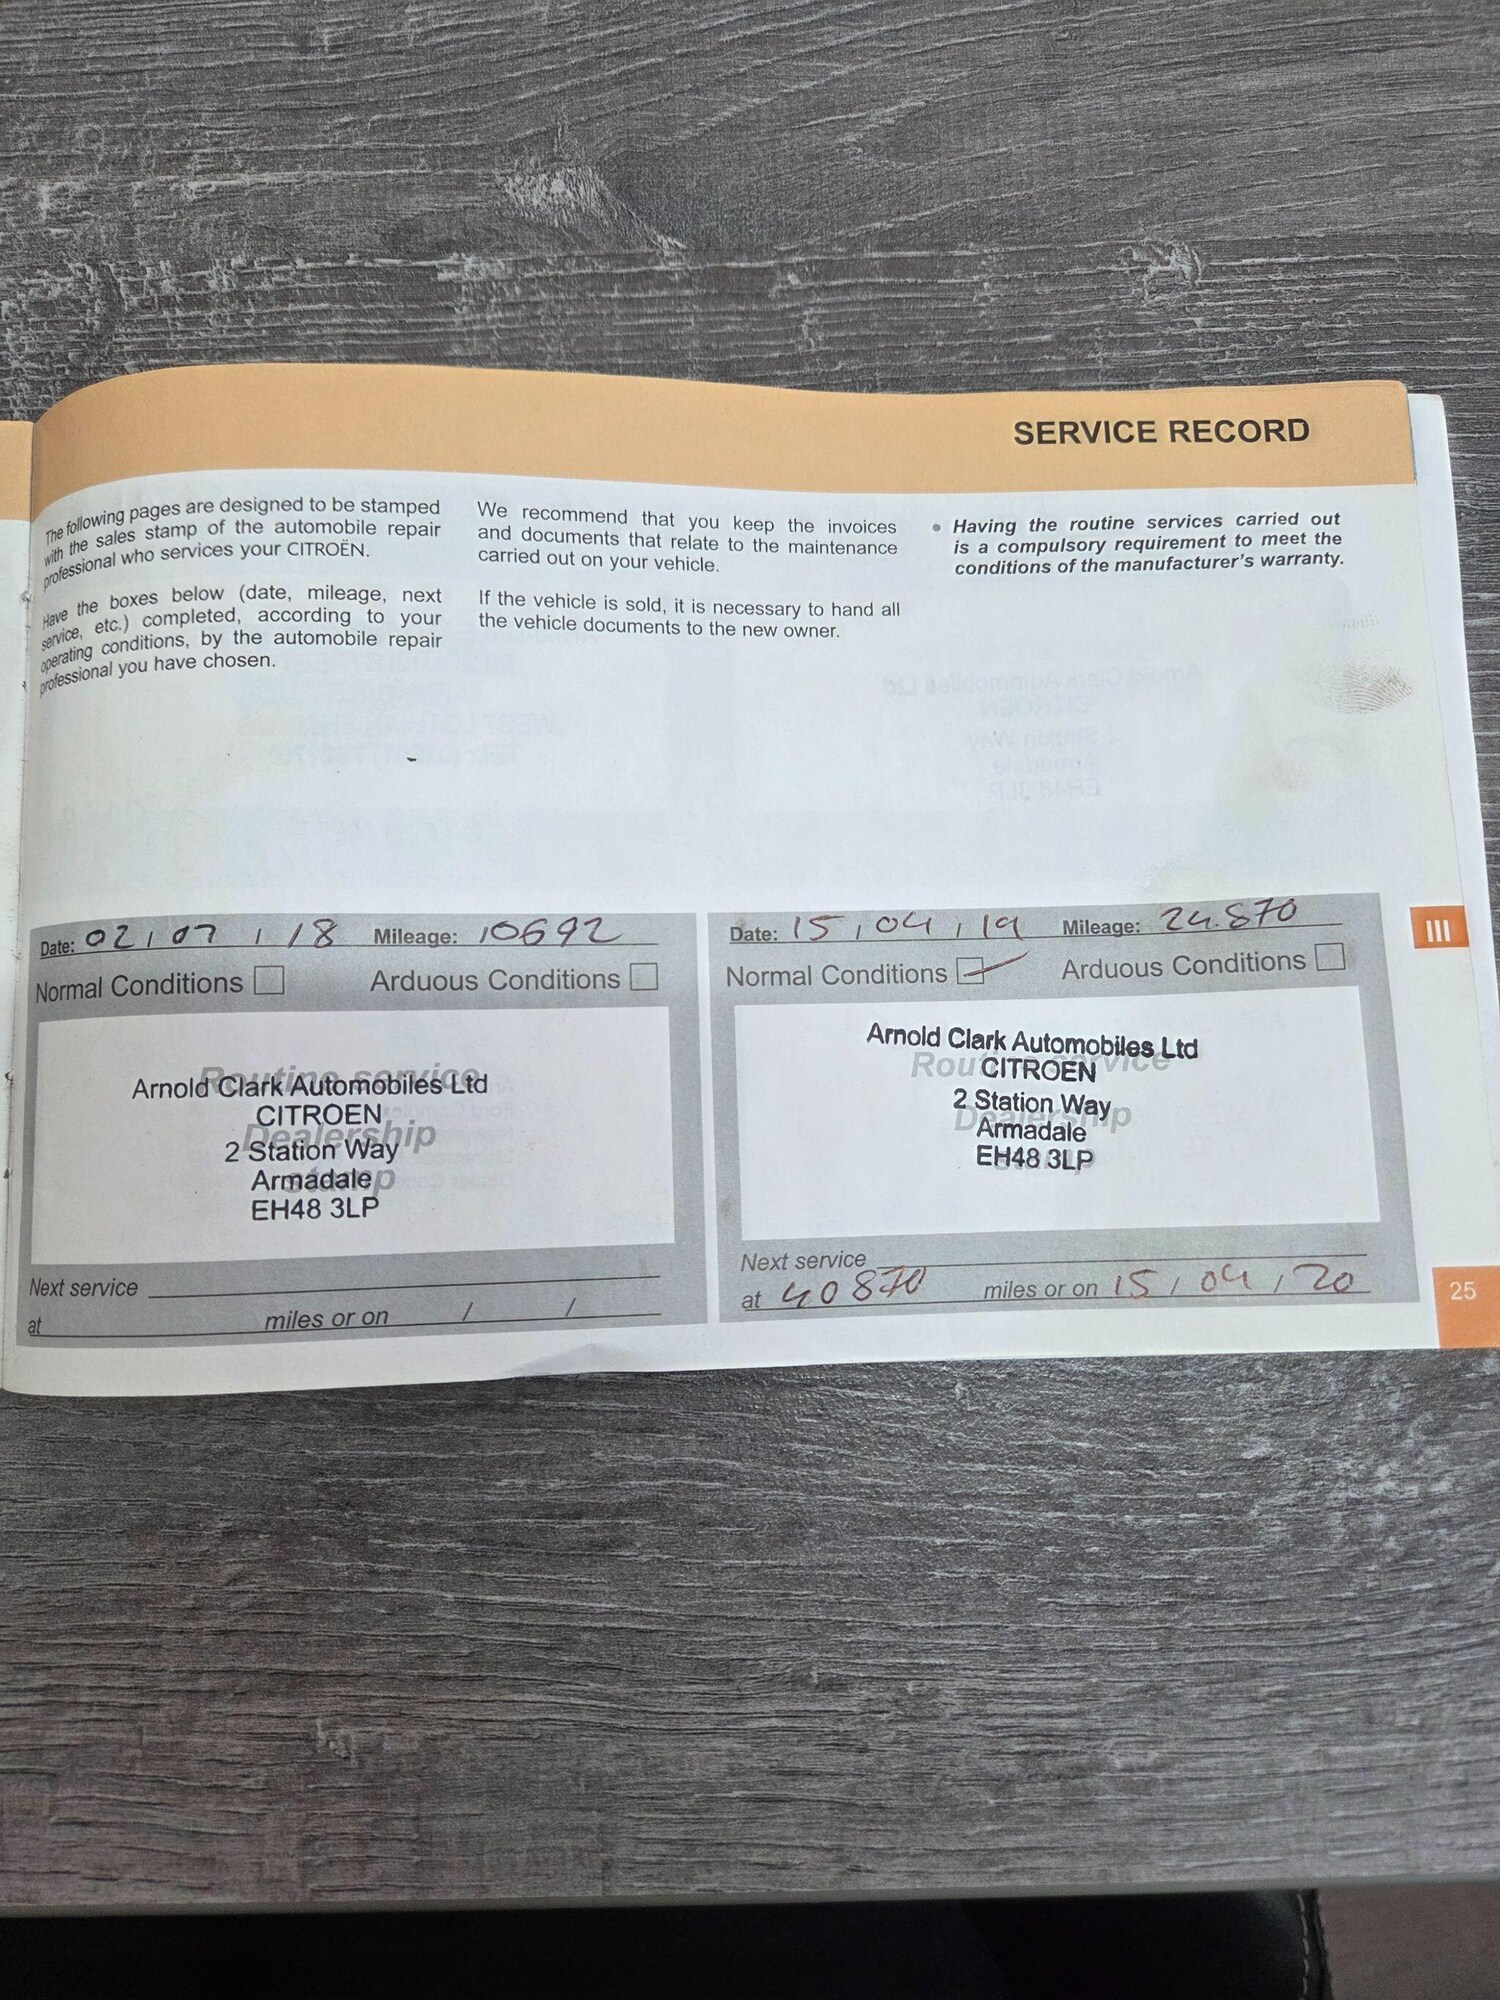 SERVICE RECORD
The following pages are designed to be stamped
with the sales stamp of the automobile repair
professional who services your CITROËN.
Have the boxes below (date, mileage, next
service, etc.) completed, according to your
operating conditions, by the automobile repair
professional you have chosen.
We recommend that you keep the invoices
and documents that relate to the maintenance
carried out on your vehicle.
If the vehicle is sold, it is necessary to hand all
the vehicle documents to the new owner.
• Having the routine services carried out
is a compulsory requirement to meet the
conditions of the manufacturer's warranty.
Date: 02 / 07 / 18 Mileage: 10692
Normal Conditions Arduous Conditions
Routine service
Dealership
stamp
Arnold Clark Automobiles Ltd
CITROEN
2 Station Way
Armadale
EH48 3LP
Next service
at miles or on / /
Date: 15 / 04 / 19 Mileage: 24.870
Normal Conditions Arduous Conditions
Routine service
Dealership
stamp
Arnold Clark Automobiles Ltd
CITROEN
2 Station Way
Armadale
EH48 3LP
Next service
at 40870 miles or on 15 / 04 / 20
III
25